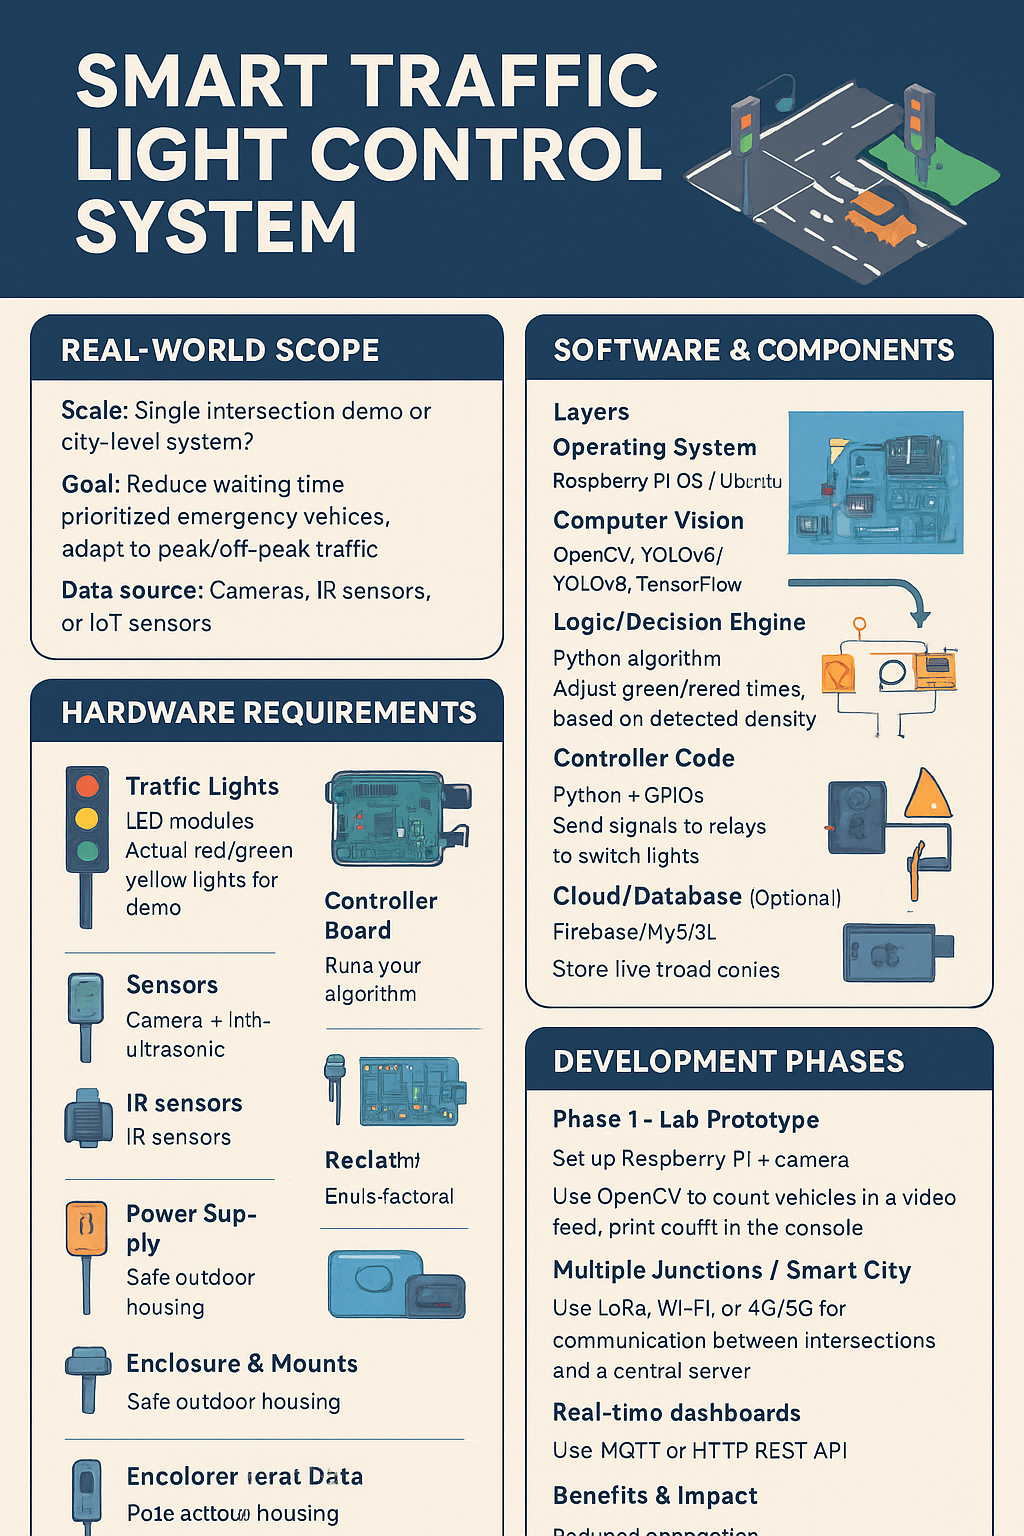 SMART TRAFFIC
LIGHT CONTROL
SYSTEM
REAL-WORLD SCOPE
Scale: Single intersection demo or
city-level system?
Goal: Reduce waiting time
prioritized emergency vehices,
adapt to peak/off-peak traffic
Data source: Cameras, IR sensors,
or IoT sensors
HARDWARE REQUIREMENTS
Tratfic Lights
LED modules
Actual red/green
yellow lights for
demo
Sensors
Camera + Inth-
ultrasonic
IR sensors
IR sensors
Power Sup-
ply
Safe outdoor
housing
Enclosure & Mounts
Safe outdoor housing
Encolorer Data
Po1e housing
Controller
Board
Runa your
algorithm
Enuls-factoral
SOFTWARE & COMPONENTS
Layers
Operating System
Rospberry PI OS /
Computer Vision
OpenCV, YOLOv6/
YOLOv8, TensorFlow
Logic/Decision Ehgine
Python algorithm
Adjust green/rered times,
based on detected density
Controller Code
Python + GPIOs
Send signals to relays
to switch lights
Cloud/Database (Optional)
Firebase/My5/3L
Store live troad conies
DEVELOPMENT PHASES
Phase 1 - Lab Prototype
Set up Respberry Pi + camera
Use OpenCV to count vehicles in a video
feed, print coufft in the console
Multiple Junctions / Smart City
Use LoRa, WI-FI, or 4G/5G for
communication between intersections
and a central server
Real-timo dashboards
Use MQTT or HTTP REST API
Benefits & Impact